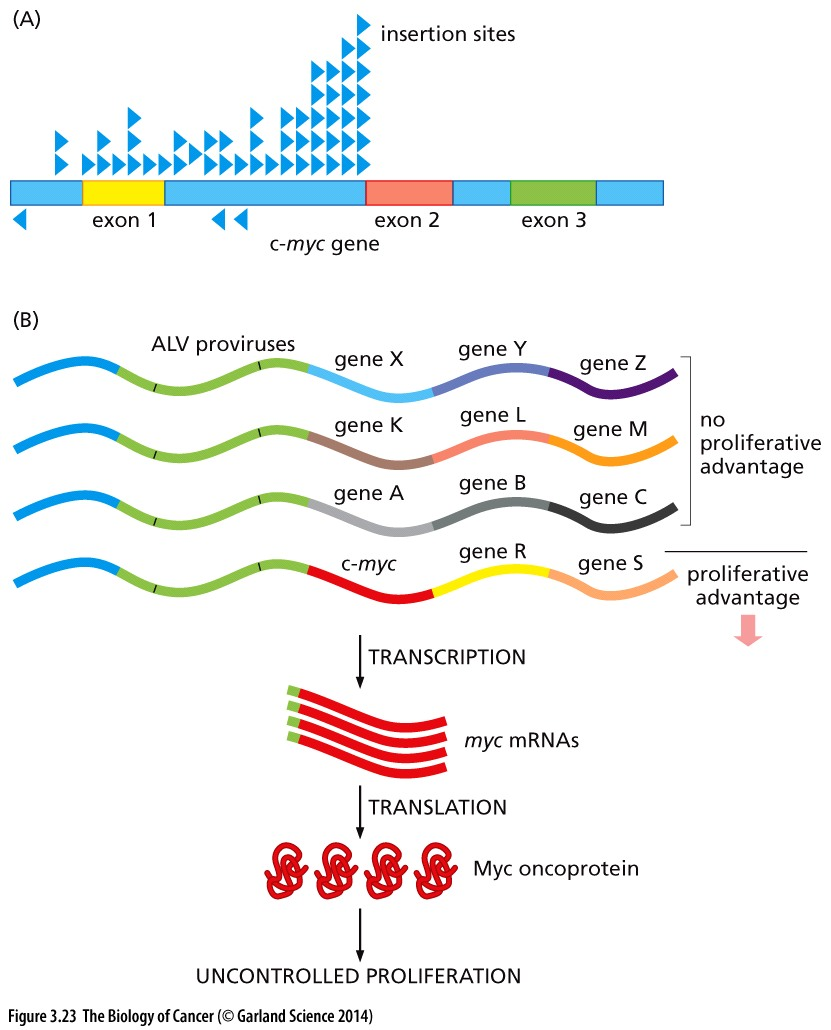 (A)
insertion sites
exon 1
exon 2
exon 3
c-myc gene
(B)
ALV proviruses
gene X
gene Y
gene Z
gene K
gene L
gene M
no
proliferative
advantage
gene A
gene B
gene C
c-myc
gene R
gene S
proliferative
advantage
TRANSCRIPTION
myc mRNAs
TRANSLATION
Myc oncoprotein
UNCONTROLLED PROLIFERATION
Figure 3.23 The Biology of Cancer (© Garland Science 2014)